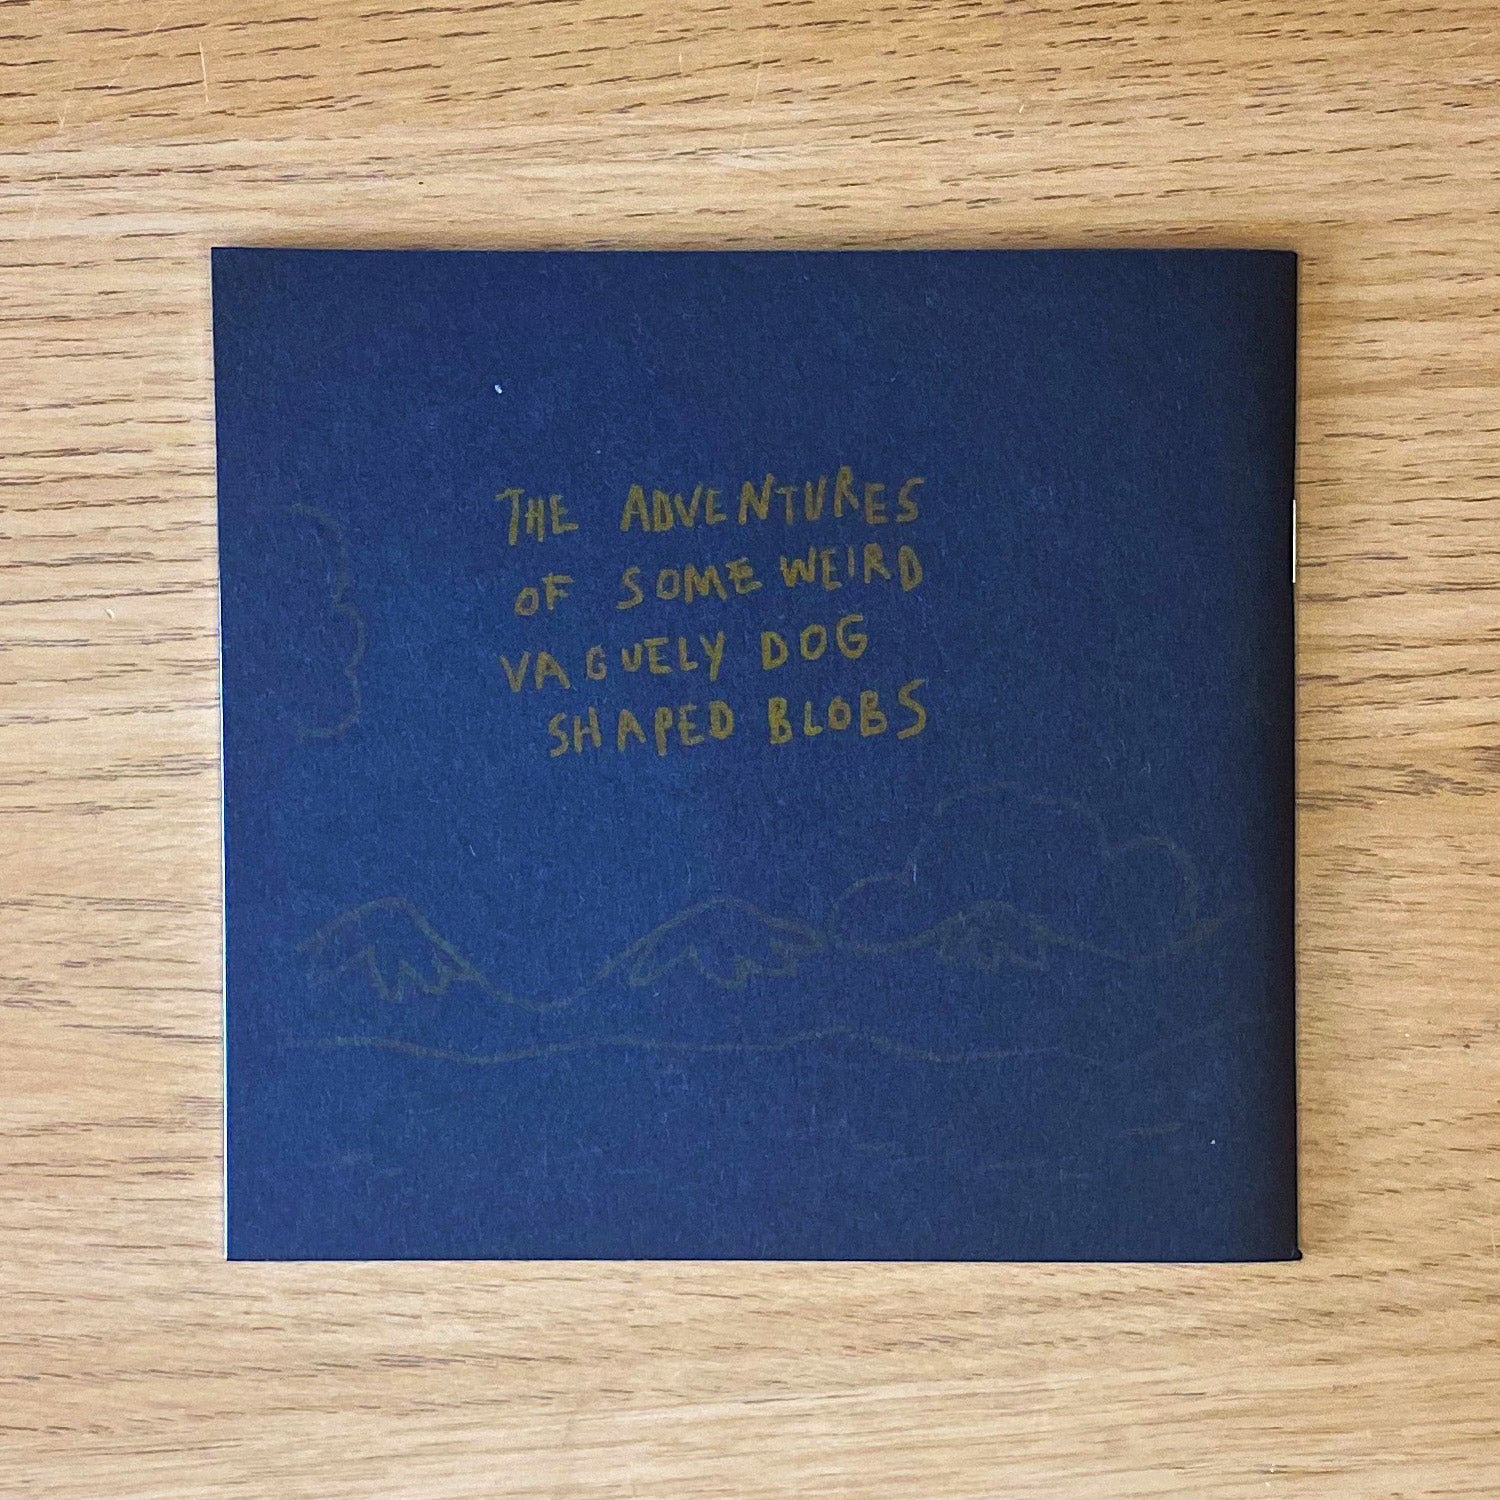 THE ADVENTURES
OF SOME WEIRD
VAGUELY DOG
SHAPED BLOBS